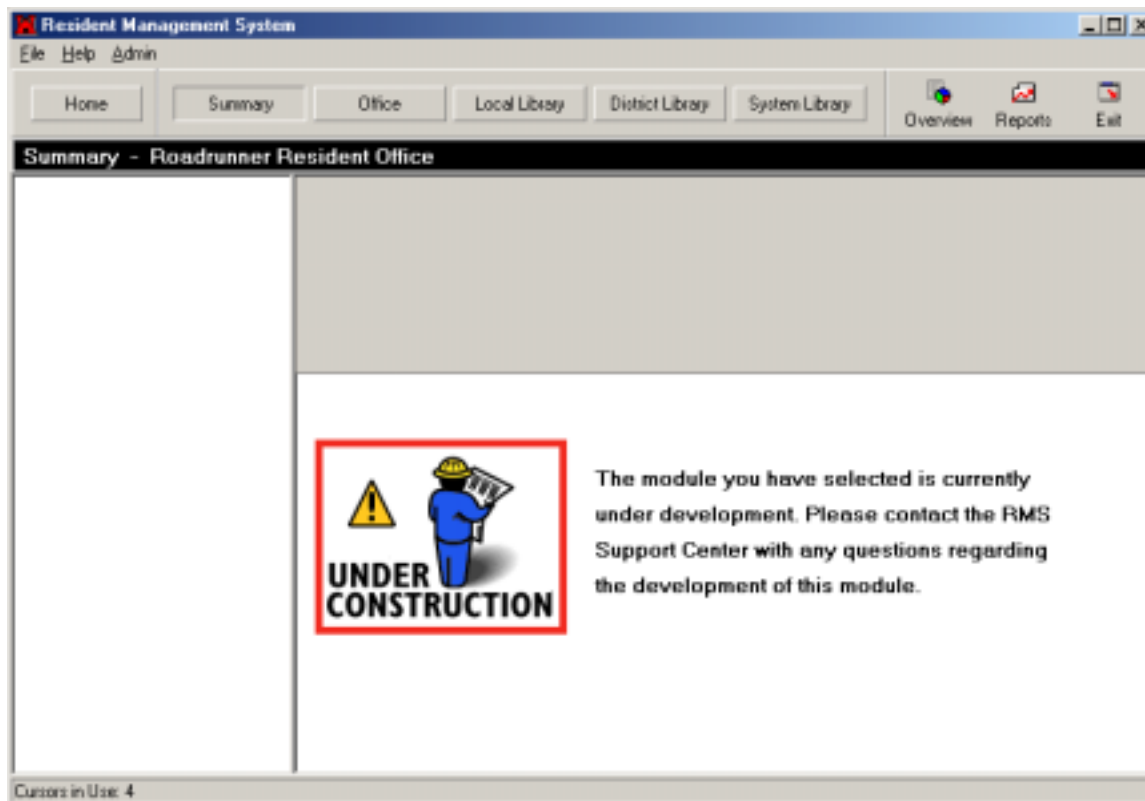 Resident Management System
File Help Admin
Home Summary Office Local Library District Library System Library Overview Reports Exit
Summary - Roadrunner Resident Office
The module you have selected is currently
under development. Please contact the RMS
Support Center with any questions regarding
the development of this module.
UNDER
CONSTRUCTION
Cursors in Use: 4